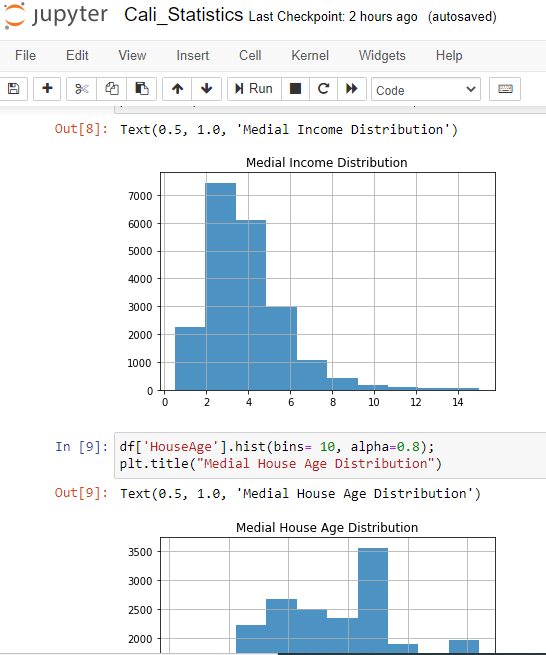 jupyter Cali_Statistics Last Checkpoint: 2 hours ago (autosaved)
File Edit View Insert Cell Kernel Widgets Help
Run Code
Out[8]: Text(0.5, 1.0, 'Medial Income Distribution')
Medial Income Distribution
7000
6000
5000
4000
3000
2000
1000
0
0 2 4 6 8 10 12 14
In [9]: df['HouseAge'].hist(bins= 10, alpha=0.8);
plt.title("Medial House Age Distribution")
Out[9]: Text(0.5, 1.0, 'Medial House Age Distribution')
Medial House Age Distribution
3500
3000
2500
2000